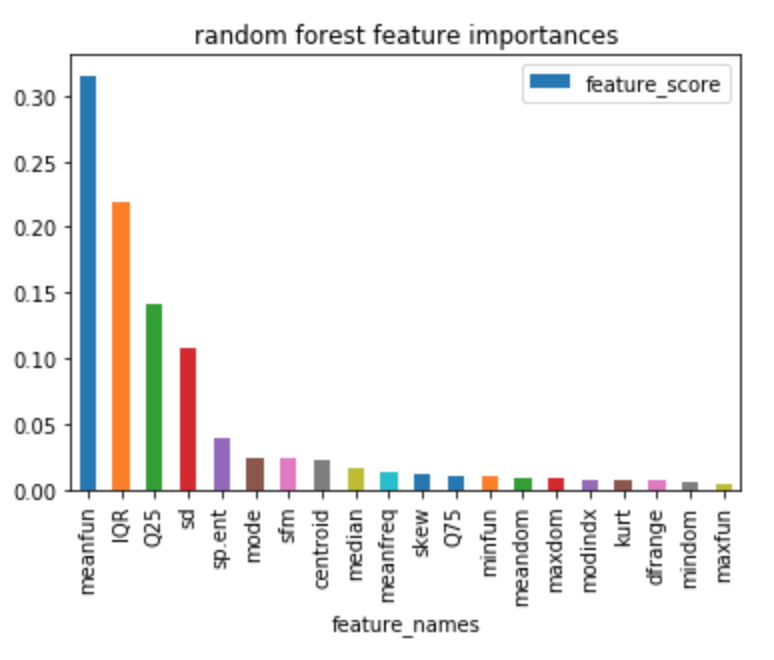 random forest feature importances
feature_score
0.30
0.25
0.20
0.15
0.10
0.05
0.00
meanfun
IQR
Q25
sd
sp.ent
mode
sfm
centroid
median
meanfreq
skew
Q75
minfun
meandom
maxdom
modindx
kurt
dfrange
mindom
maxfun
feature_names